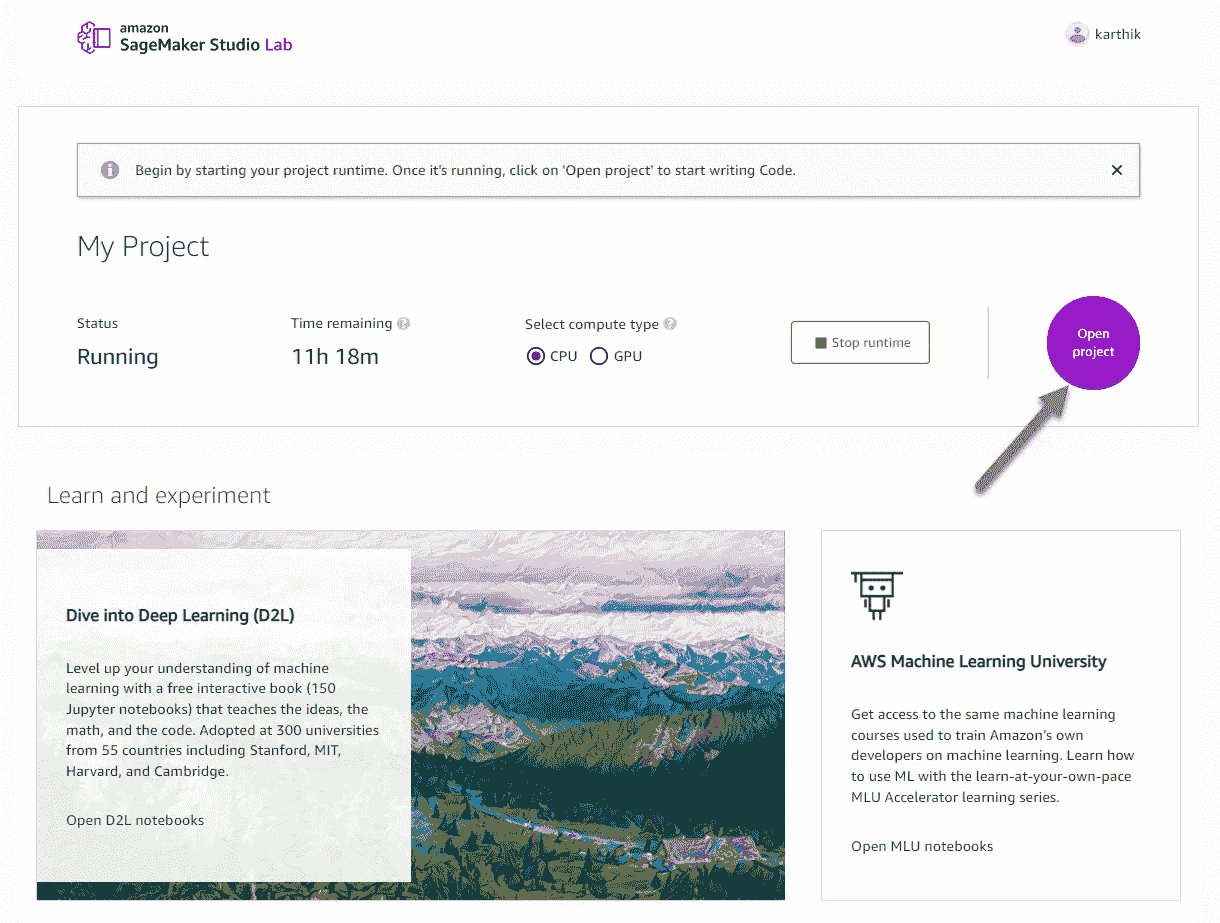 amazon
SageMaker Studio Lab
karthik
Begin by starting your project runtime. Once it's running, click on 'Open project' to start writing Code.
My Project
Status
Time remaining
Select compute type
Running
11h 18m
CPU
GPU
Stop runtime
Open
project
Learn and experiment
Dive into Deep Learning (D2L)
Level up your understanding of machine
learning with a free interactive book (150
Jupyter notebooks) that teaches the ideas, the
math, and the code. Adopted at 300 universities
from 55 countries including Stanford, MIT,
Harvard, and Cambridge.
Open D2L notebooks
AWS Machine Learning University
Get access to the same machine learning
courses used to train Amazon's own
developers on machine learning. Learn how
to use ML with the learn-at-your-own-pace
MLU Accelerator learning series.
Open MLU notebooks